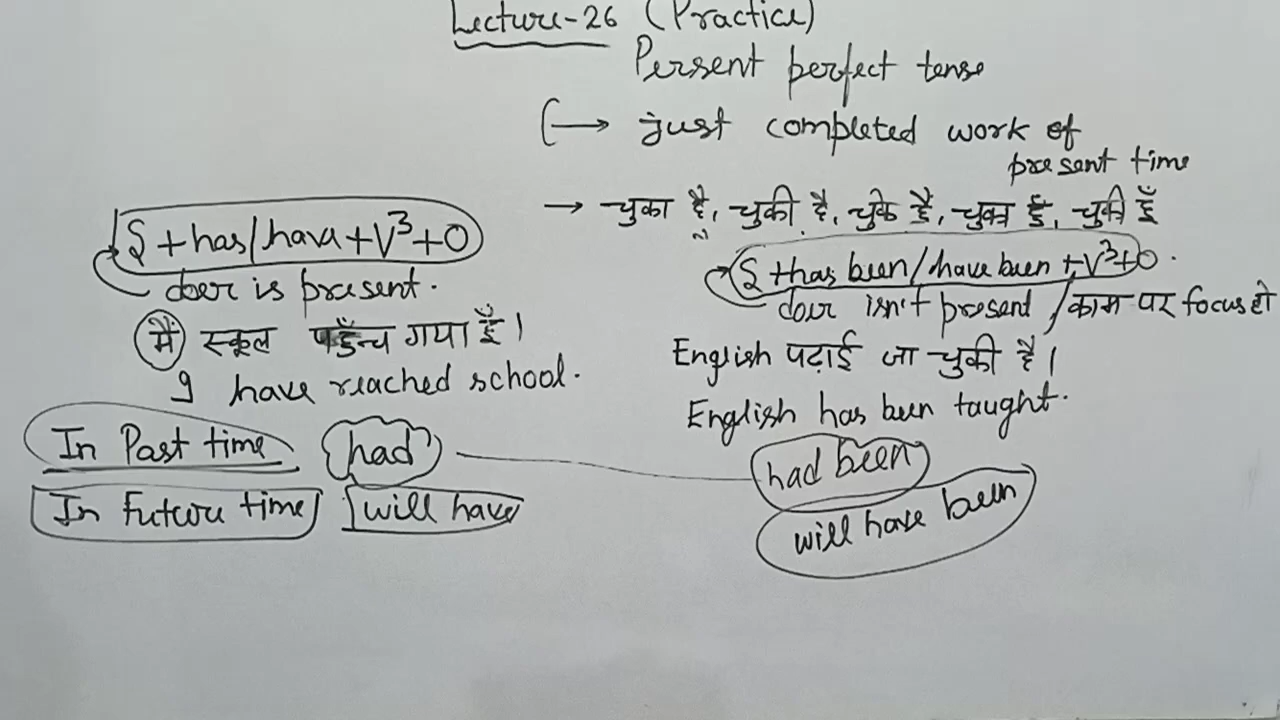 Lecture-26 (Practice)
Persent perfect tense
(→ just completed work of
present time
→ चुका है, चुकी है, चुके है, चुका हूँ, चुकी हूँ
S + has/have + V³ + O
doer is present.
मैं स्कूल पहुँच गया हूँ।
I have reached school.
S + has been/have been + V³ + O.
doer isn't present / काम पर focus हो
English पढ़ाई जा चुकी है।
English has been taught.
In Past time had had been
In Future time will have will have been